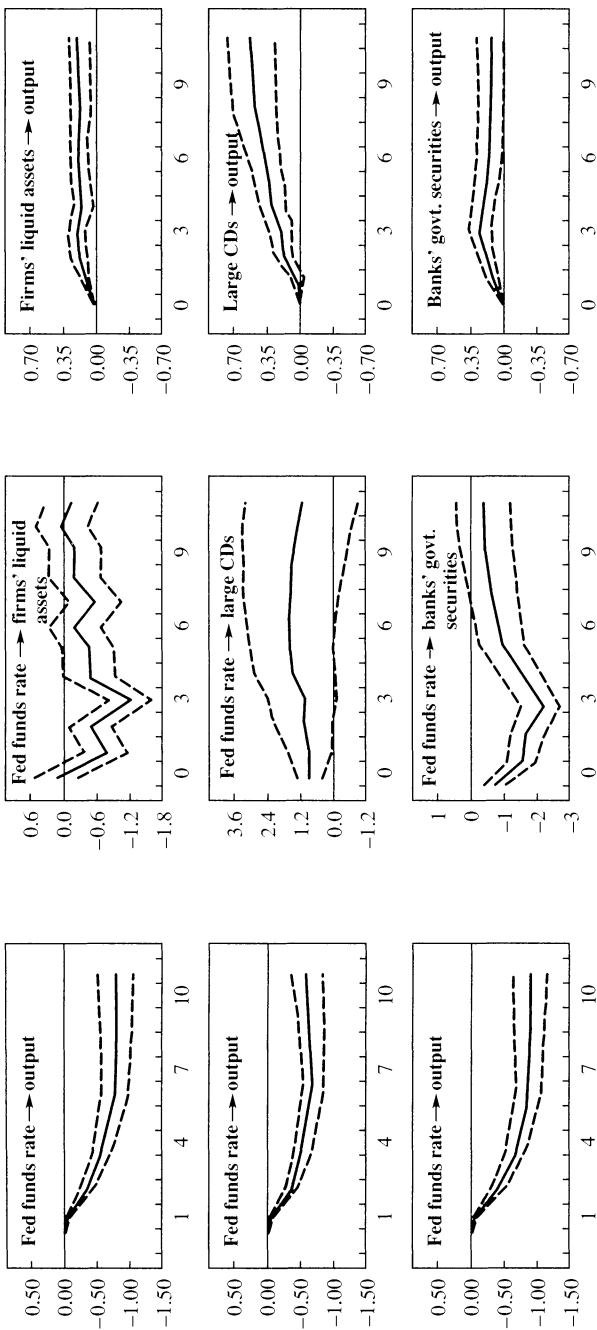 Fed funds rate → output
0.50
0.00
−0.50
−1.00
−1.50
1 4 7 10
Fed funds rate → firms' liquid
assets
0.6
0.0
−0.6
−1.2
−1.8
0 3 6 9
Firms' liquid assets → output
0.70
0.35
0.00
−0.35
−0.70
0 3 6 9
Fed funds rate → output
0.50
0.00
−0.50
−1.00
−1.50
1 4 7 10
Fed funds rate → large CDs
3.6
2.4
1.2
0.0
−1.2
0 3 6 9
Large CDs → output
0.70
0.35
0.00
−0.35
−0.70
0 3 6 9
Fed funds rate → output
0.50
0.00
−0.50
−1.00
−1.50
1 4 7 10
Fed funds rate → banks' govt.
securities
1
0
−1
−2
−3
0 3 6 9
Banks' govt. securities → output
0.70
0.35
0.00
−0.35
−0.70
0 3 6 9